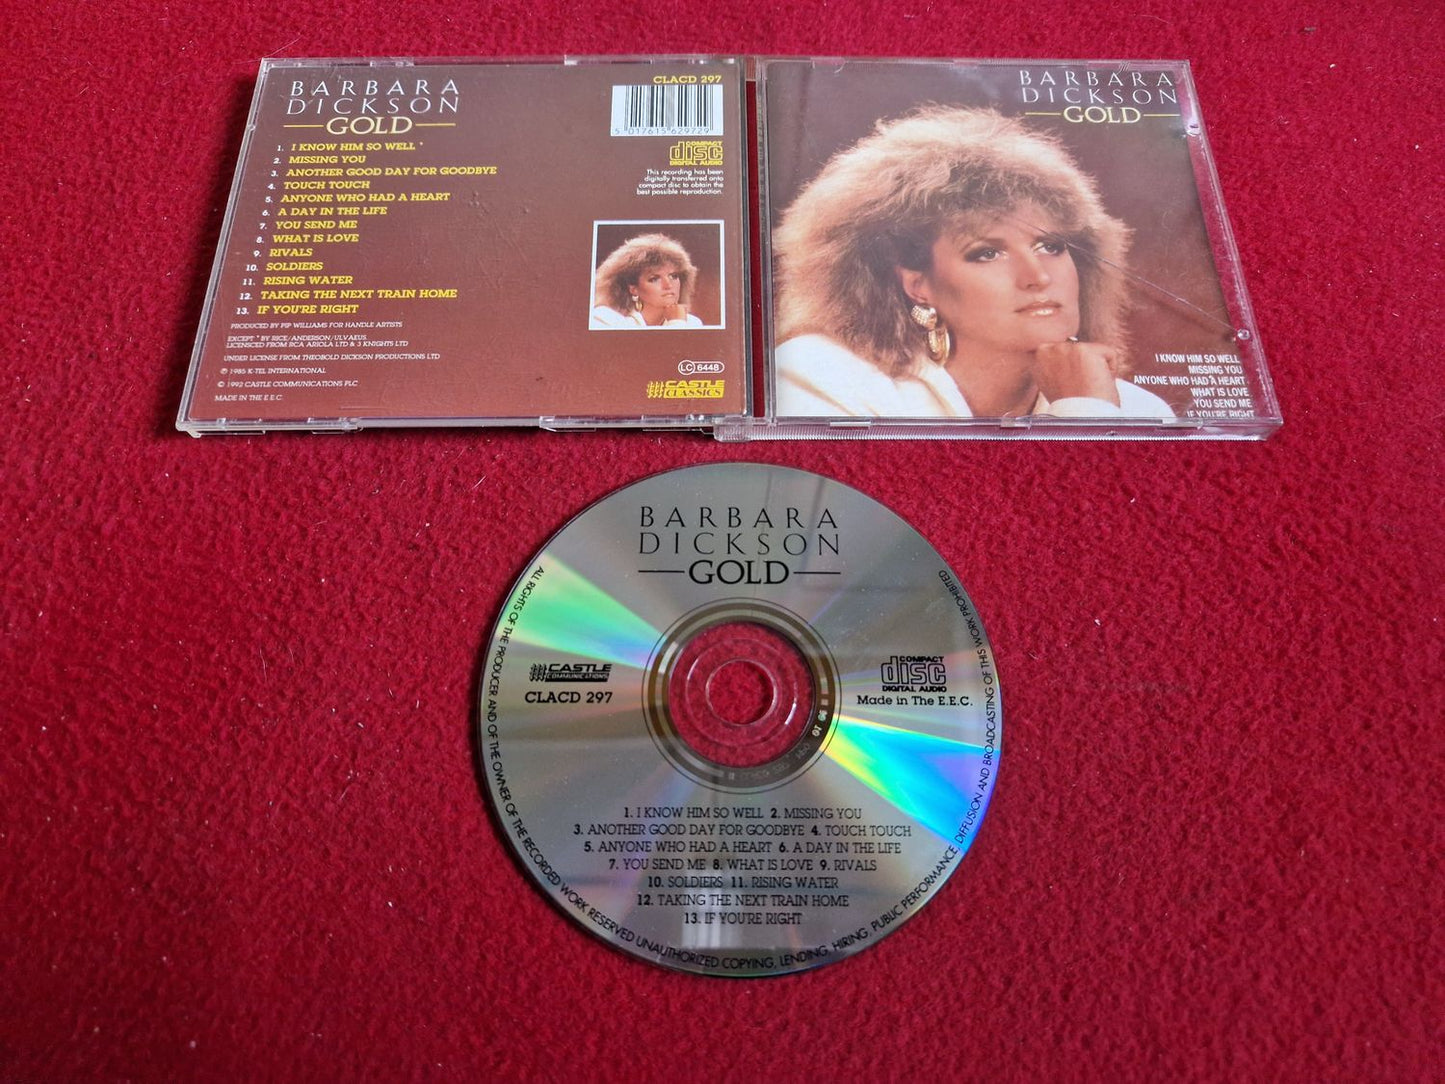 BARBARA
DICKSON
GOLD
1. I KNOW HIM SO WELL *
2. MISSING YOU
3. ANOTHER GOOD DAY FOR GOODBYE
4. TOUCH TOUCH
5. ANYONE WHO HAD A HEART
6. A DAY IN THE LIFE
7. YOU SEND ME
8. WHAT IS LOVE
9. RIVALS
10. SOLDIERS
11. RISING WATER
12. TAKING THE NEXT TRAIN HOME
13. IF YOU'RE RIGHT
PRODUCED BY PIP WILLIAMS FOR HANDLE ARTISTS
EXCEPT * BY RICE/ANDERSON/ULVAEUS.
LICENSED FROM RCA ARIOLA LTD & 3 KNIGHTS LTD
UNDER LICENSE FROM THEOBOLD DICKSON PRODUCTIONS LTD
℗ 1985 K-TEL INTERNATIONAL
© 1992 CASTLE COMMUNICATIONS PLC
MADE IN THE E.E.C.
CLACD 297
5 017615 629729
COMPACT
disc
DIGITAL AUDIO
This recording has been
digitally transferred onto
compact disc to obtain the
best possible reproduction.
LC 6448
CASTLE
CLASSICS
BARBARA
DICKSON
GOLD
I KNOW HIM SO WELL
MISSING YOU
ANYONE WHO HAD A HEART
WHAT IS LOVE
YOU SEND ME
IF YOU'RE RIGHT
BARBARA
DICKSON
GOLD
CASTLE
COMMUNICATIONS
CLACD 297
COMPACT
disc
DIGITAL AUDIO
Made in The E.E.C.
1. I KNOW HIM SO WELL 2. MISSING YOU
3. ANOTHER GOOD DAY FOR GOODBYE 4. TOUCH TOUCH
5. ANYONE WHO HAD A HEART 6. A DAY IN THE LIFE
7. YOU SEND ME 8. WHAT IS LOVE 9. RIVALS
10. SOLDIERS 11. RISING WATER
12. TAKING THE NEXT TRAIN HOME
13. IF YOU'RE RIGHT
ALL RIGHTS OF THE PRODUCER AND OF THE OWNER OF THE RECORDED WORK RESERVED UNAUTHORIZED COPYING, LENDING, HIRING, PUBLIC PERFORMANCE, DIFFUSION AND BROADCASTING OF THIS WORK PROHIBITED